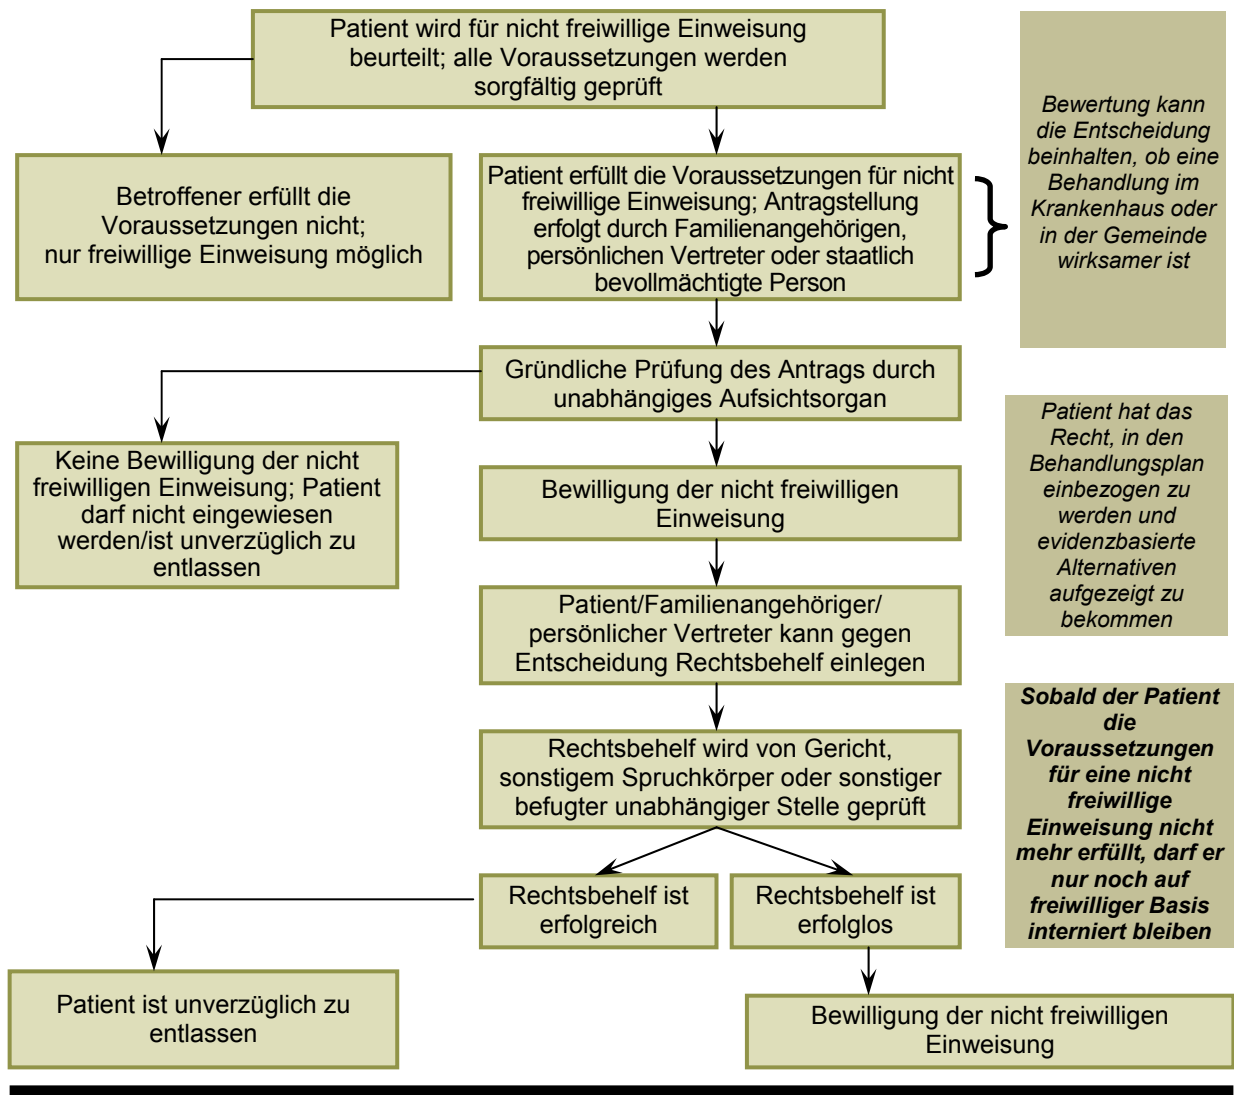 Patient wird für nicht freiwillige Einweisung
beurteilt; alle Voraussetzungen werden
sorgfältig geprüft
Bewertung kann
die Entscheidung
beinhalten, ob eine
Behandlung im
Krankenhaus oder
in der Gemeinde
wirksamer ist
Betroffener erfüllt die
Voraussetzungen nicht;
nur freiwillige Einweisung möglich
Patient erfüllt die Voraussetzungen für nicht
freiwillige Einweisung; Antragstellung
erfolgt durch Familienangehörigen,
persönlichen Vertreter oder staatlich
bevollmächtigte Person
Gründliche Prüfung des Antrags durch
unabhängiges Aufsichtsorgan
Patient hat das
Recht, in den
Behandlungsplan
einbezogen zu
werden und
evidenzbasierte
Alternativen
aufgezeigt zu
bekommen
Keine Bewilligung der nicht
freiwilligen Einweisung; Patient
darf nicht eingewiesen
werden/ist unverzüglich zu
entlassen
Bewilligung der nicht freiwilligen
Einweisung
Patient/Familienangehöriger/
persönlicher Vertreter kann gegen
Entscheidung Rechtsbehelf einlegen
Sobald der Patient
die
Voraussetzungen
für eine nicht
freiwillige
Einweisung nicht
mehr erfüllt, darf er
nur noch auf
freiwilliger Basis
interniert bleiben
Rechtsbehelf wird von Gericht,
sonstigem Spruchkörper oder sonstiger
befugter unabhängiger Stelle geprüft
Rechtsbehelf ist
erfolgreich
Rechtsbehelf ist
erfolglos
Patient ist unverzüglich zu
entlassen
Bewilligung der nicht freiwilligen
Einweisung